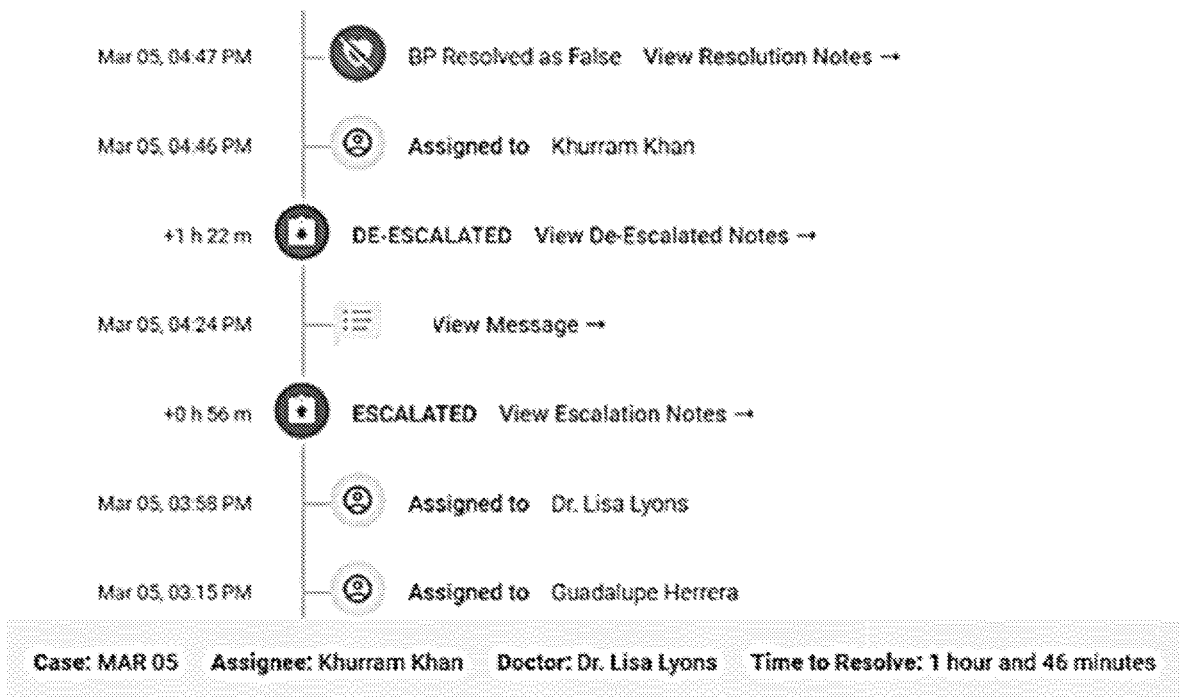 Mar 05, 04:47 PM BP Resolved as False View Resolution Notes →
Mar 05, 04:46 PM Assigned to Khurram Khan
+1 h 22 m DE-ESCALATED View De-Escalated Notes →
Mar 05, 04:24 PM View Message →
+0 h 56 m ESCALATED View Escalation Notes →
Mar 05, 03:58 PM Assigned to Dr. Lisa Lyons
Mar 05, 03:15 PM Assigned to Guadalupe Herrera
Case: MAR 05 Assignee: Khurram Khan Doctor: Dr. Lisa Lyons Time to Resolve: 1 hour and 46 minutes